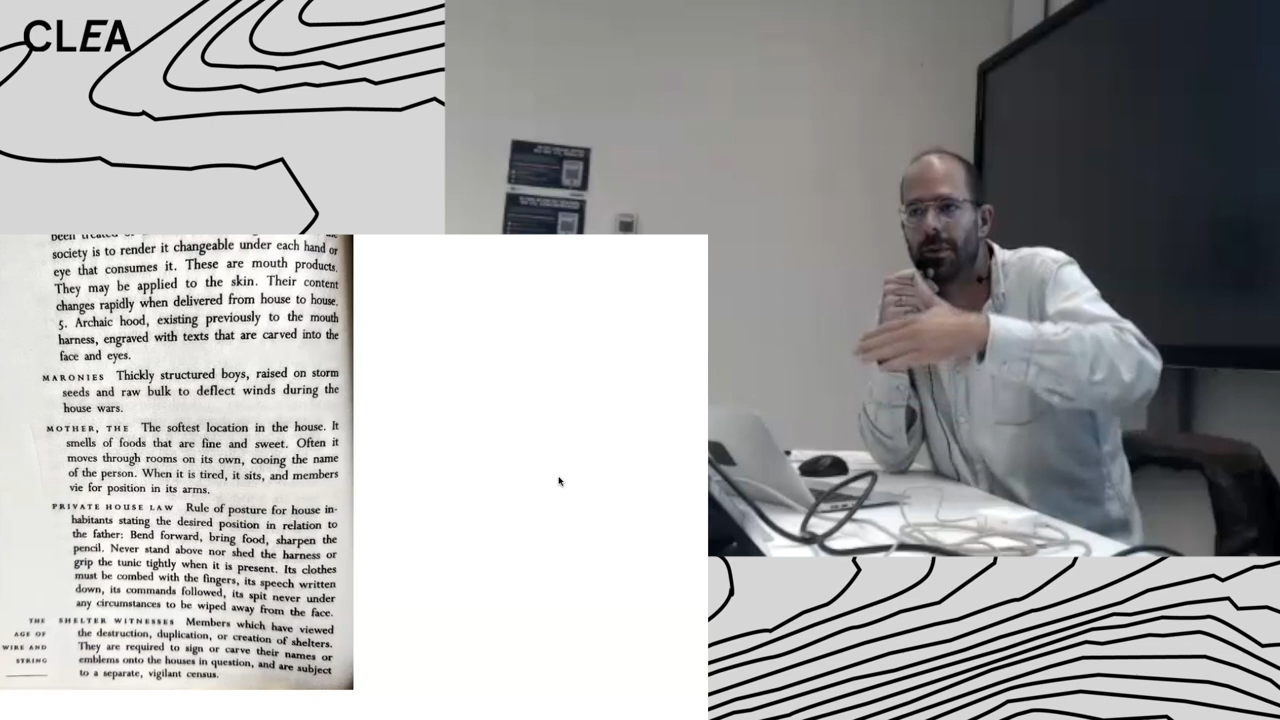 CLEA
society is to render it changeable under each hand or
eye that consumes it. These are mouth products.
They may be applied to the skin. Their content
changes rapidly when delivered from house to house.
5. Archaic hood, existing previously to the mouth
harness, engraved with texts that are carved into the
face and eyes.
MARONIES Thickly structured boys, raised on storm
seeds and raw bulk to deflect winds during the
house wars.
MOTHER, THE The softest location in the house. It
smells of foods that are fine and sweet. Often it
moves through rooms on its own, cooing the name
of the person. When it is tired, it sits, and members
vie for position in its arms.
PRIVATE HOUSE LAW Rule of posture for house in-
habitants stating the desired position in relation to
the father: Bend forward, bring food, sharpen the
pencil. Never stand above nor shed the harness or
grip the tunic tightly when it is present. Its clothes
must be combed with the fingers, its speech written
down, its commands followed, its spit never under
any circumstances to be wiped away from the face.
SHELTER WITNESSES Members which have viewed
the destruction, duplication, or creation of shelters.
They are required to sign or carve their names or
emblems onto the houses in question, and are subject
to a separate, vigilant census.
THE
AGE OF
WIRE AND
STRING